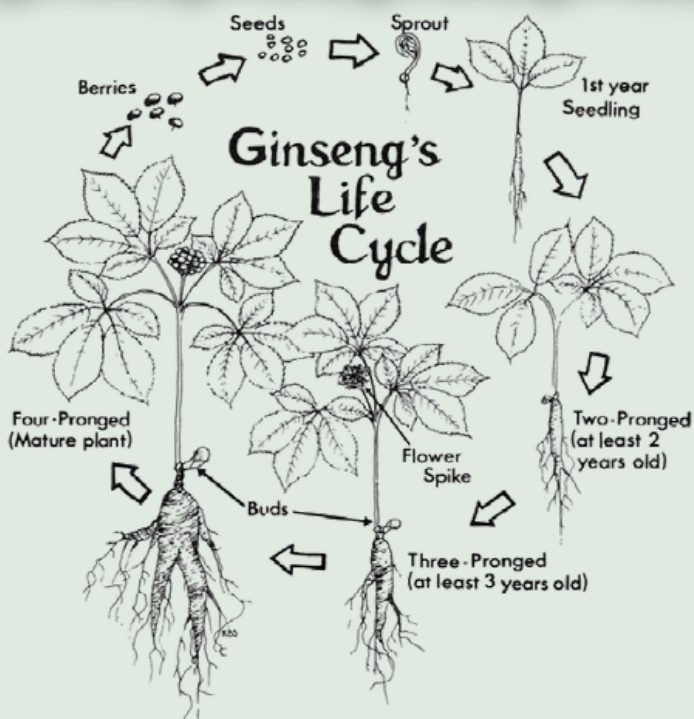 Ginseng's
Life
Cycle
Berries
Seeds
Sprout
1st year
Seedling
Two-Pronged
(at least 2
years old)
Flower
Spike
Three-Pronged
(at least 3 years old)
Buds
Four-Pronged
(Mature plant)
KBS